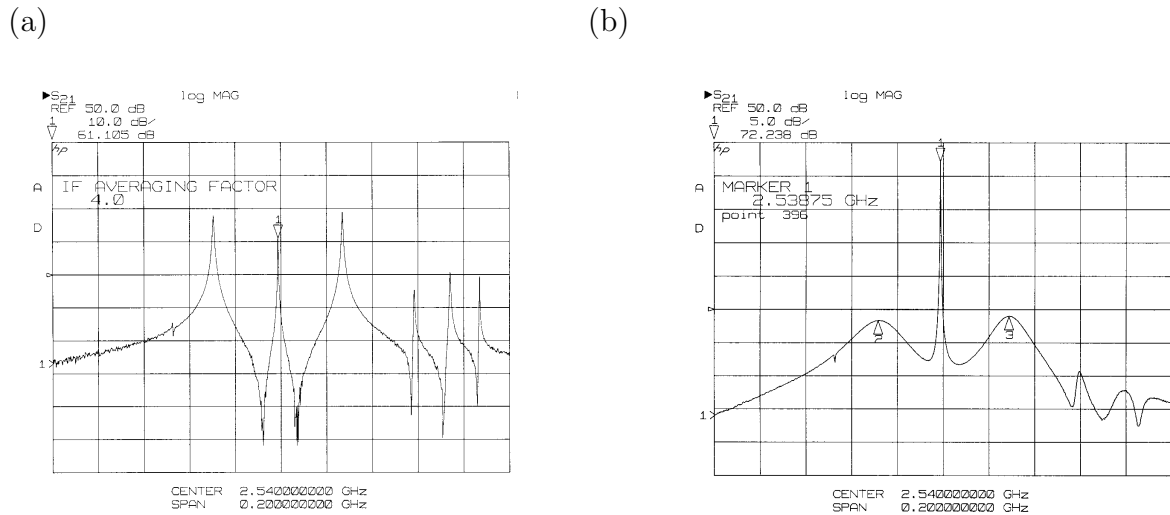 (a)
▶S21 log MAG
REF 50.0 dB
1 10.0 dB/
61.105 dB
hp
A IF AVERAGING FACTOR
4.0
D
1
1
CENTER 2.540000000 GHz
SPAN 0.200000000 GHz
(b)
▶S21 log MAG
REF 50.0 dB
1 5.0 dB/
72.238 dB
1
hp
A MARKER 1
2.53875 GHz
D point 396
2 3
1
CENTER 2.540000000 GHz
SPAN 0.200000000 GHz